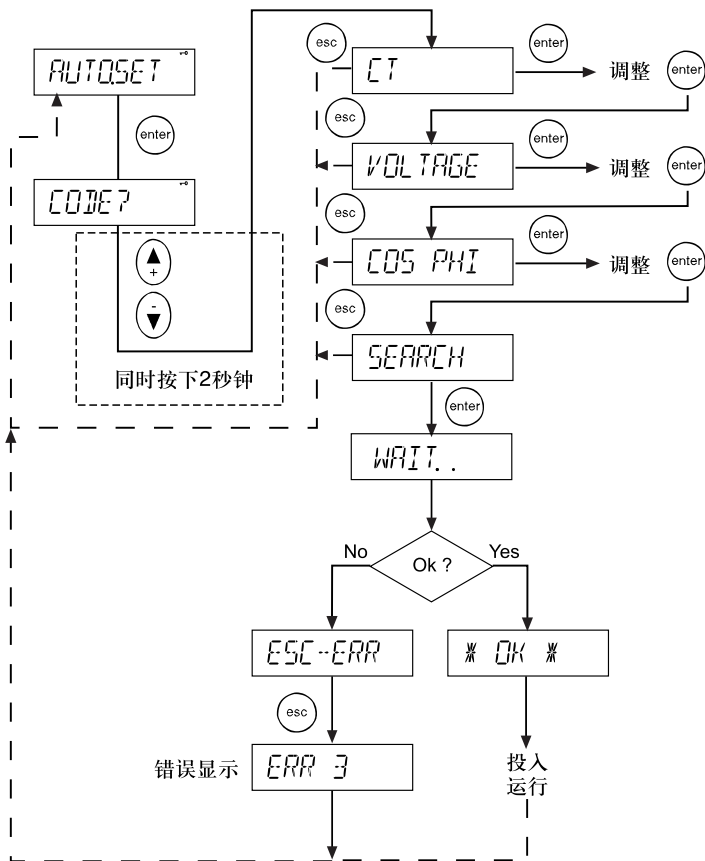 AUTO.SET
enter
CODE?
+
-
同时按下2秒钟
esc
CT
enter
调整
enter
esc
VOLTAGE
enter
调整
enter
esc
COS PHI
enter
调整
enter
esc
SEARCH
enter
WAIT..
Ok ?
No
Yes
ESC-ERR
* OK *
esc
错误显示
ERR 3
投入
运行